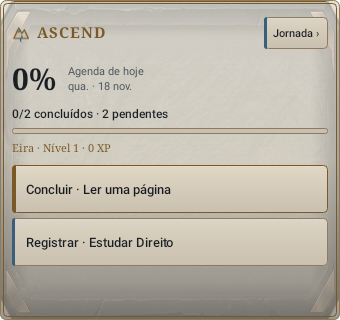 ASCEND
Jornada ›
0%
Agenda de hoje
qua. · 18 nov.
0/2 concluídos · 2 pendentes
Eira · Nível 1 · 0 XP
Concluir · Ler uma página
Registrar · Estudar Direito